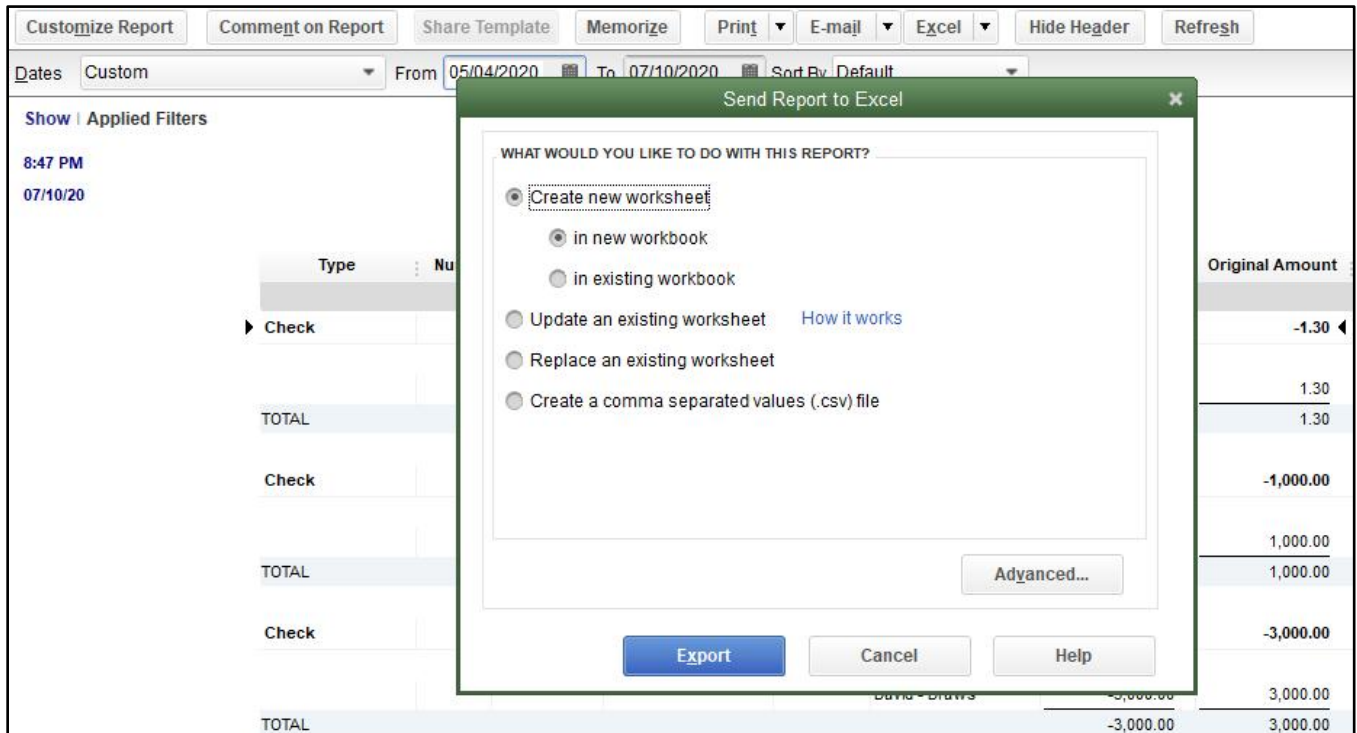 Customize Report Comment on Report Share Template Memorize Print E-mail Excel Hide Header Refresh
Dates Custom From 05/04/2020 To 07/10/2020 Sort By Default
Send Report to Excel
Show | Applied Filters
8:47 PM
07/10/20
WHAT WOULD YOU LIKE TO DO WITH THIS REPORT?
Create new worksheet
in new workbook
in existing workbook
Update an existing worksheet How it works
Replace an existing worksheet
Create a comma separated values (.csv) file
Advanced...
Export Cancel Help
Type Nu Original Amount
Check -1.30
1.30
TOTAL 1.30
Check -1,000.00
1,000.00
TOTAL 1,000.00
Check -3,000.00
David - Draws -3,000.00 3,000.00
TOTAL -3,000.00 3,000.00